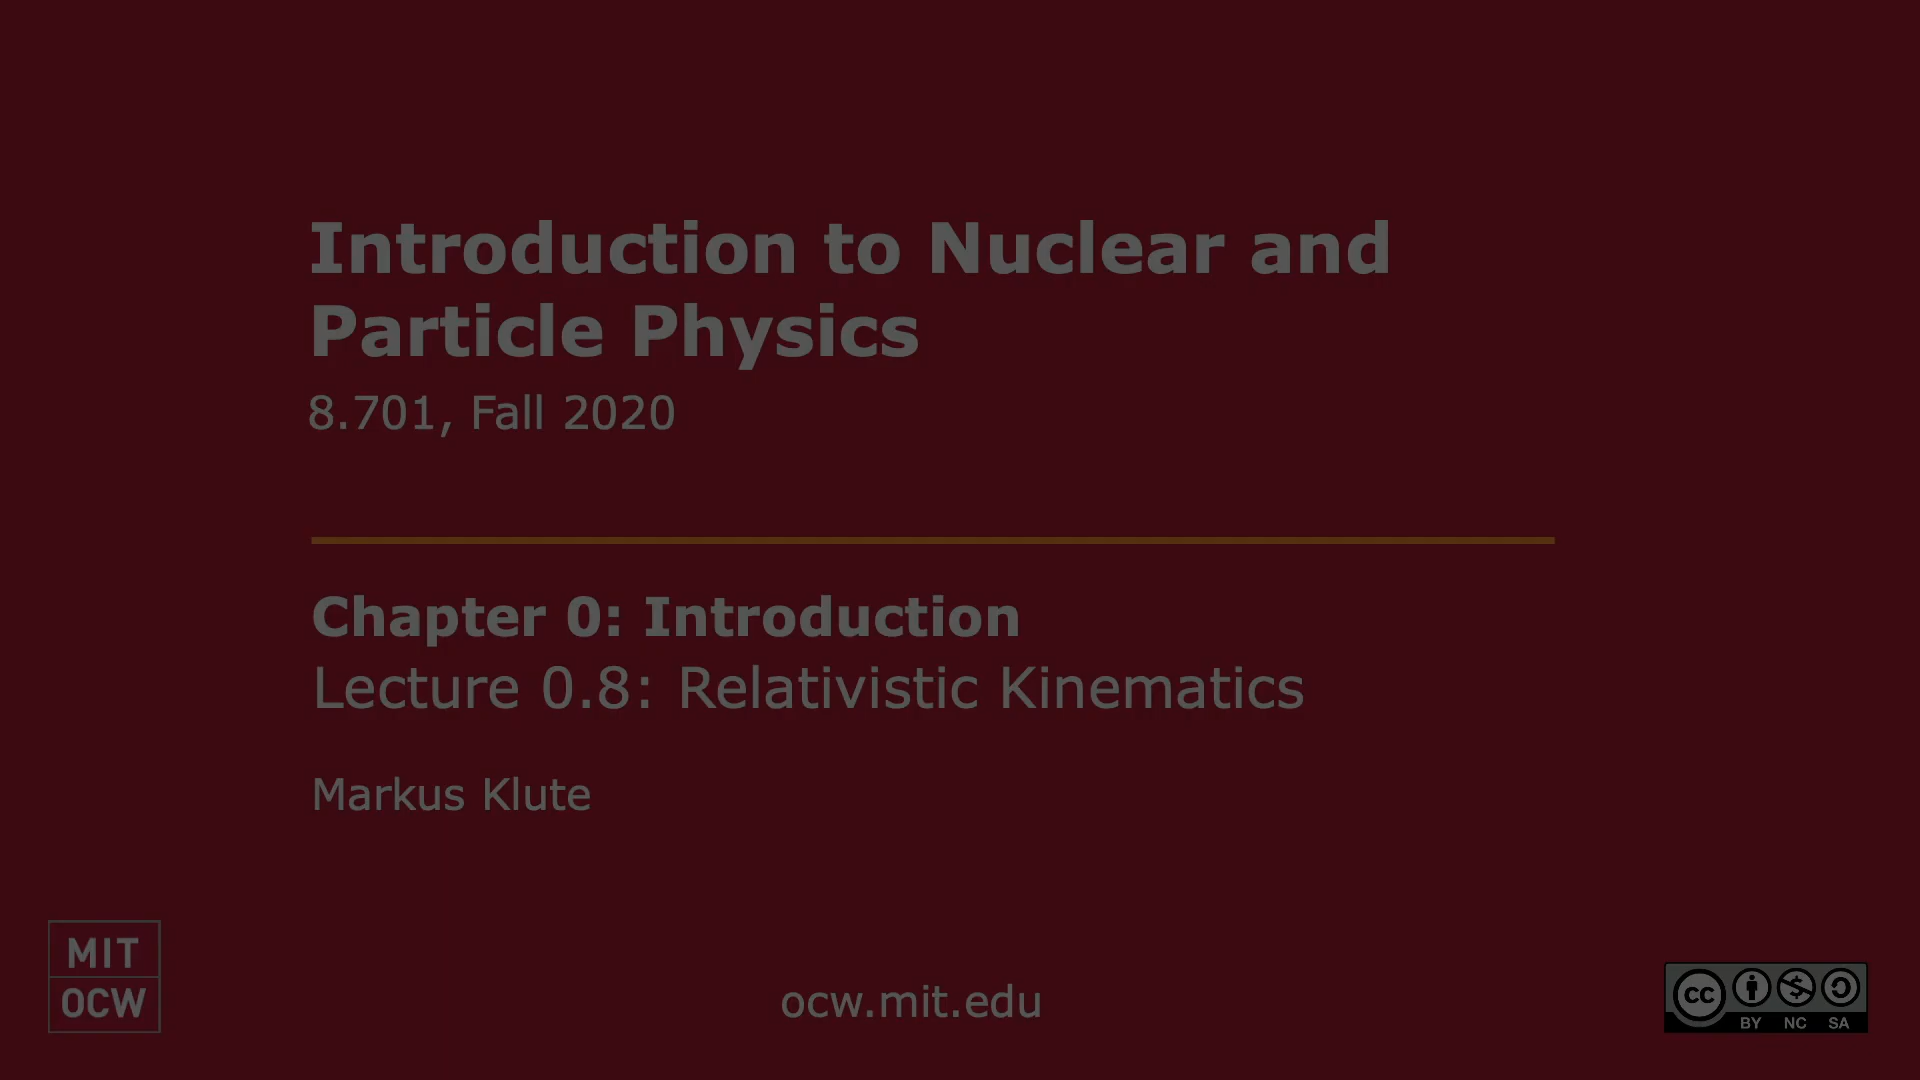 Introduction to Nuclear and
Particle Physics
8.701, Fall 2020
Chapter 0: Introduction
Lecture 0.8: Relativistic Kinematics
Markus Klute
MIT
OCW
ocw.mit.edu
cc
BY NC SA